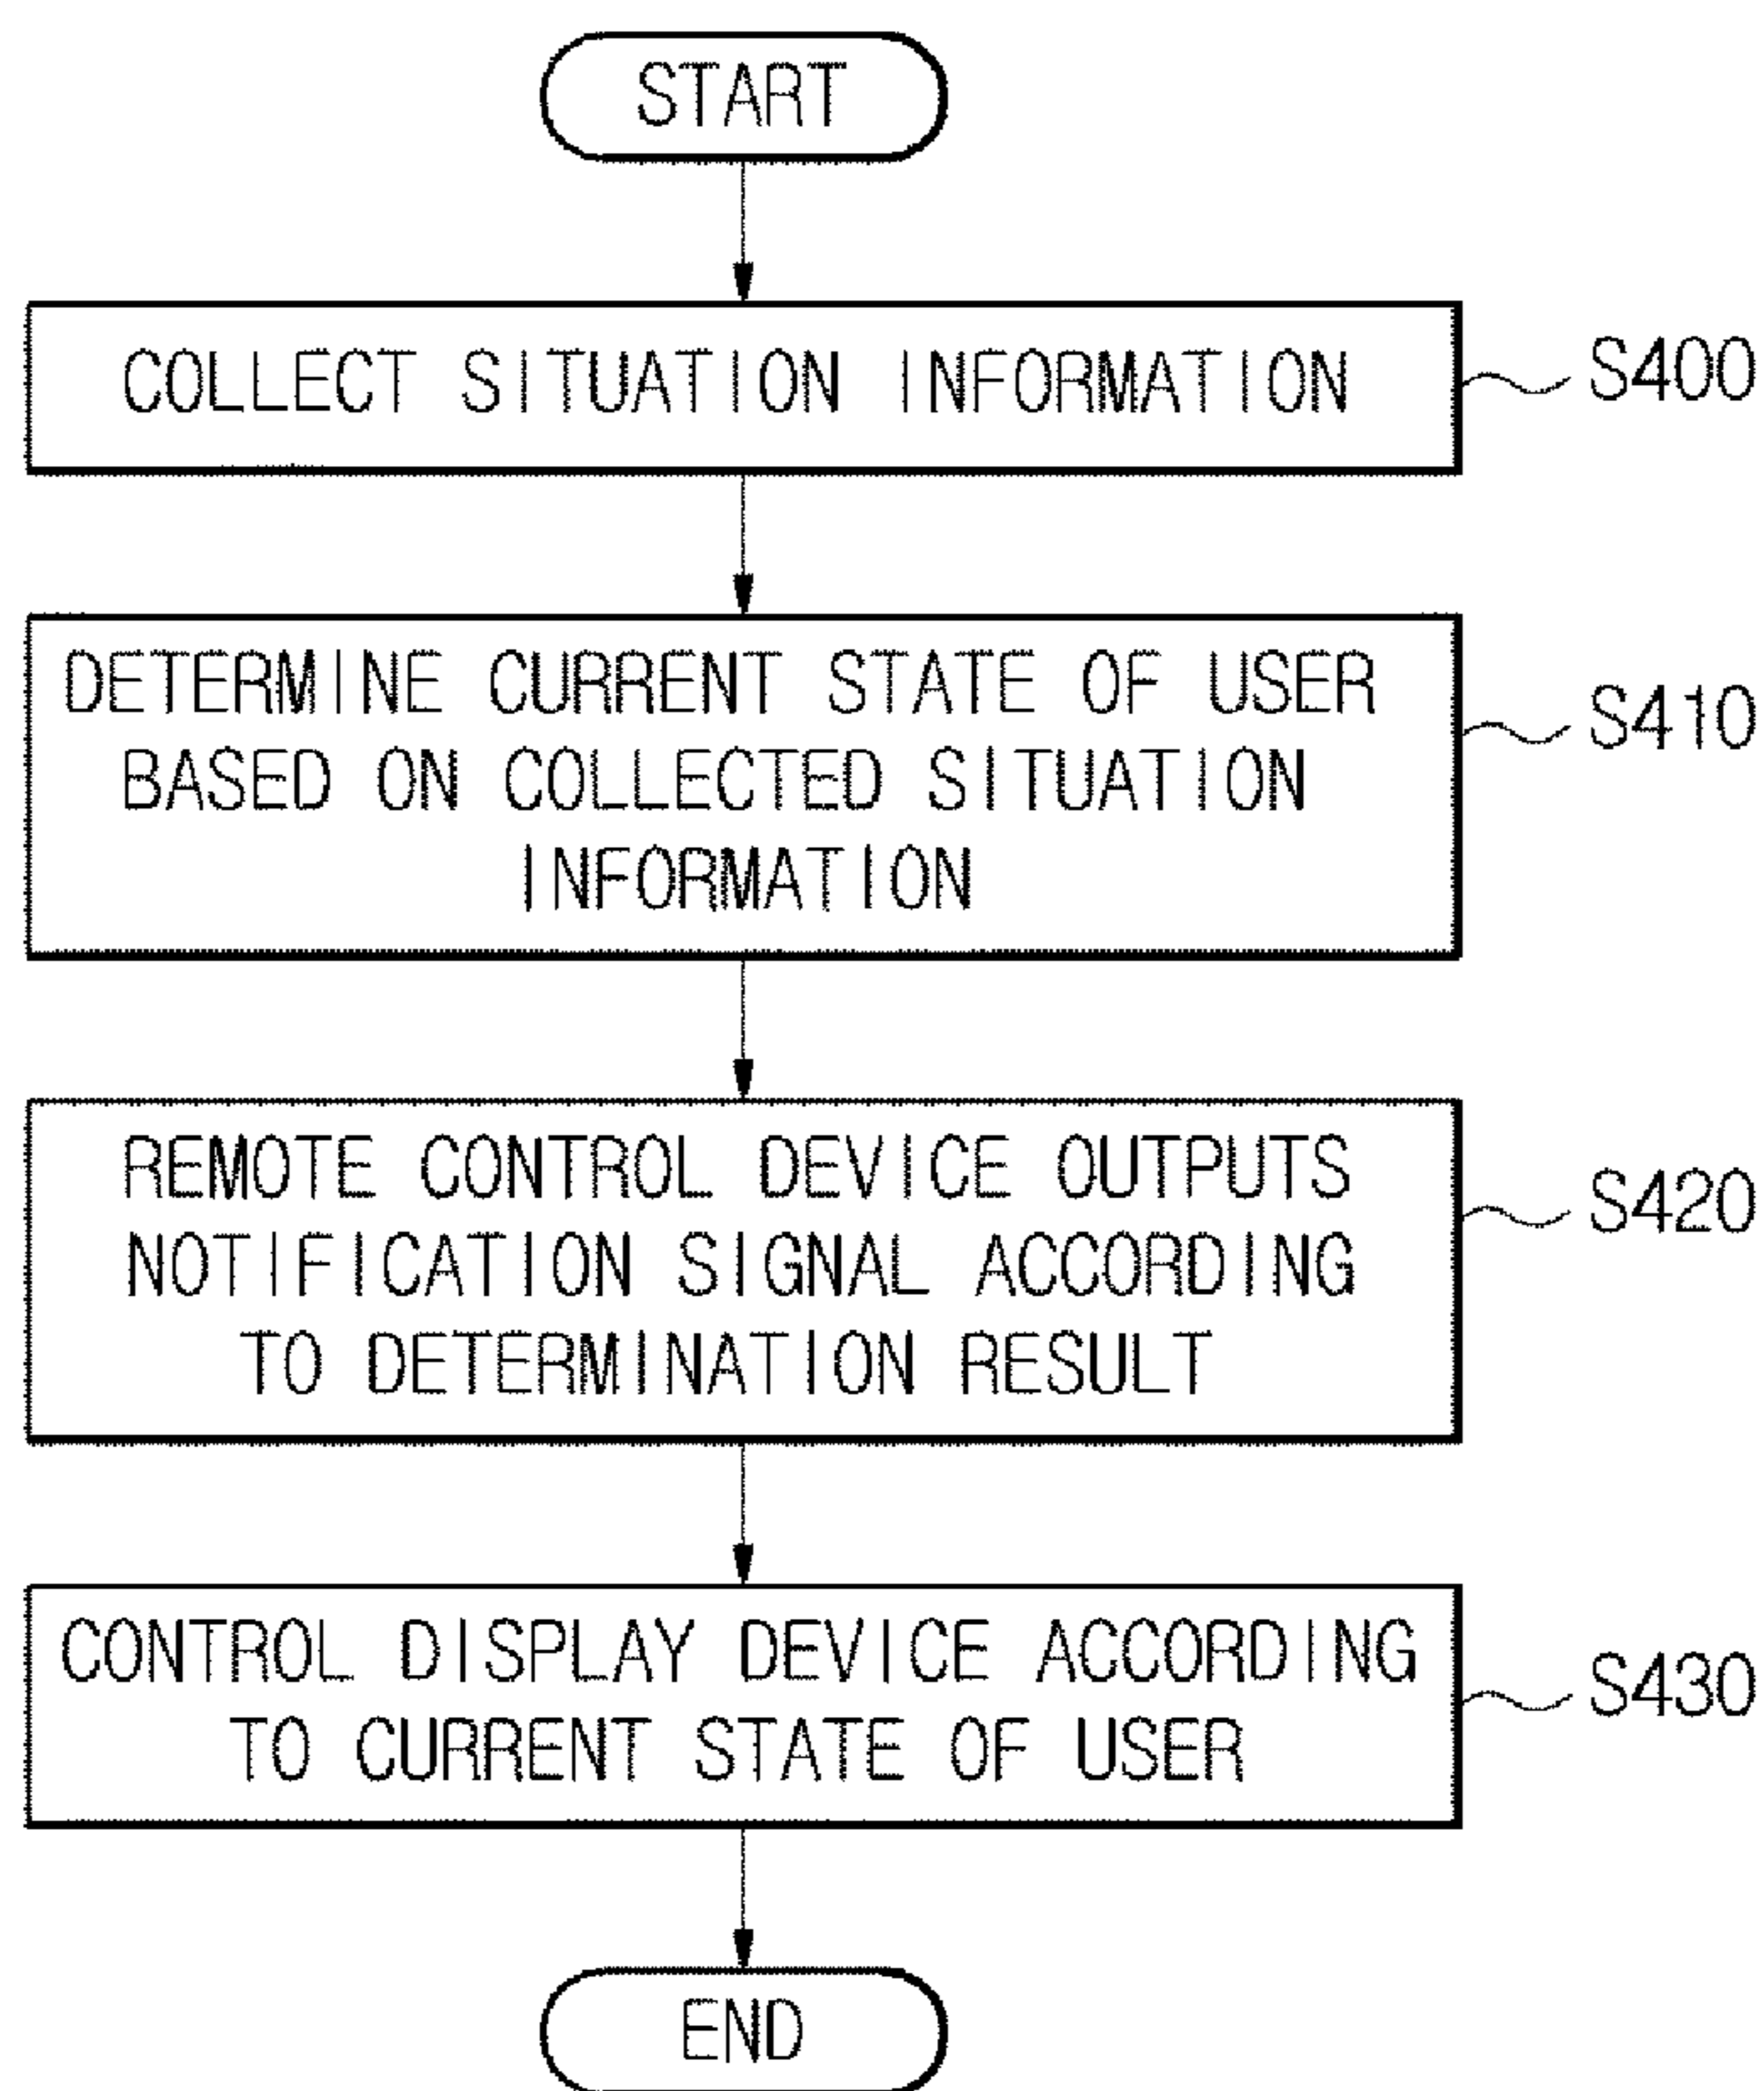 START
COLLECT SITUATION INFORMATION
S400
DETERMINE CURRENT STATE OF USER
BASED ON COLLECTED SITUATION
INFORMATION
S410
REMOTE CONTROL DEVICE OUTPUTS
NOTIFICATION SIGNAL ACCORDING
TO DETERMINATION RESULT
S420
CONTROL DISPLAY DEVICE ACCORDING
TO CURRENT STATE OF USER
S430
END